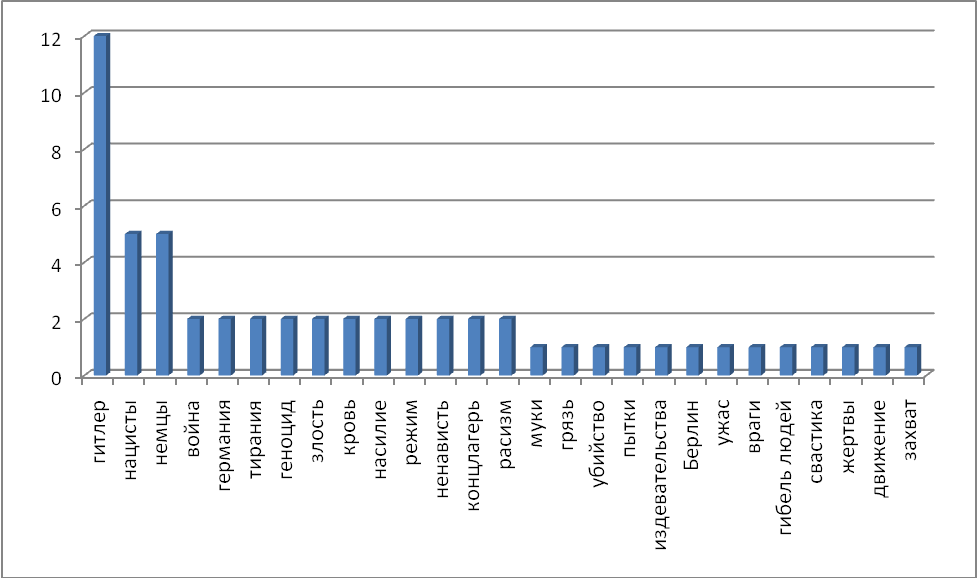 12
10
8
6
4
2
0
гитлер
нацисты
немцы
война
германия
тирания
геноцид
злость
кровь
насилие
режим
ненависть
концлагерь
расизм
муки
грязь
убийство
пытки
издевательства
Берлин
ужас
враги
гибель людей
свастика
жертвы
движение
захват